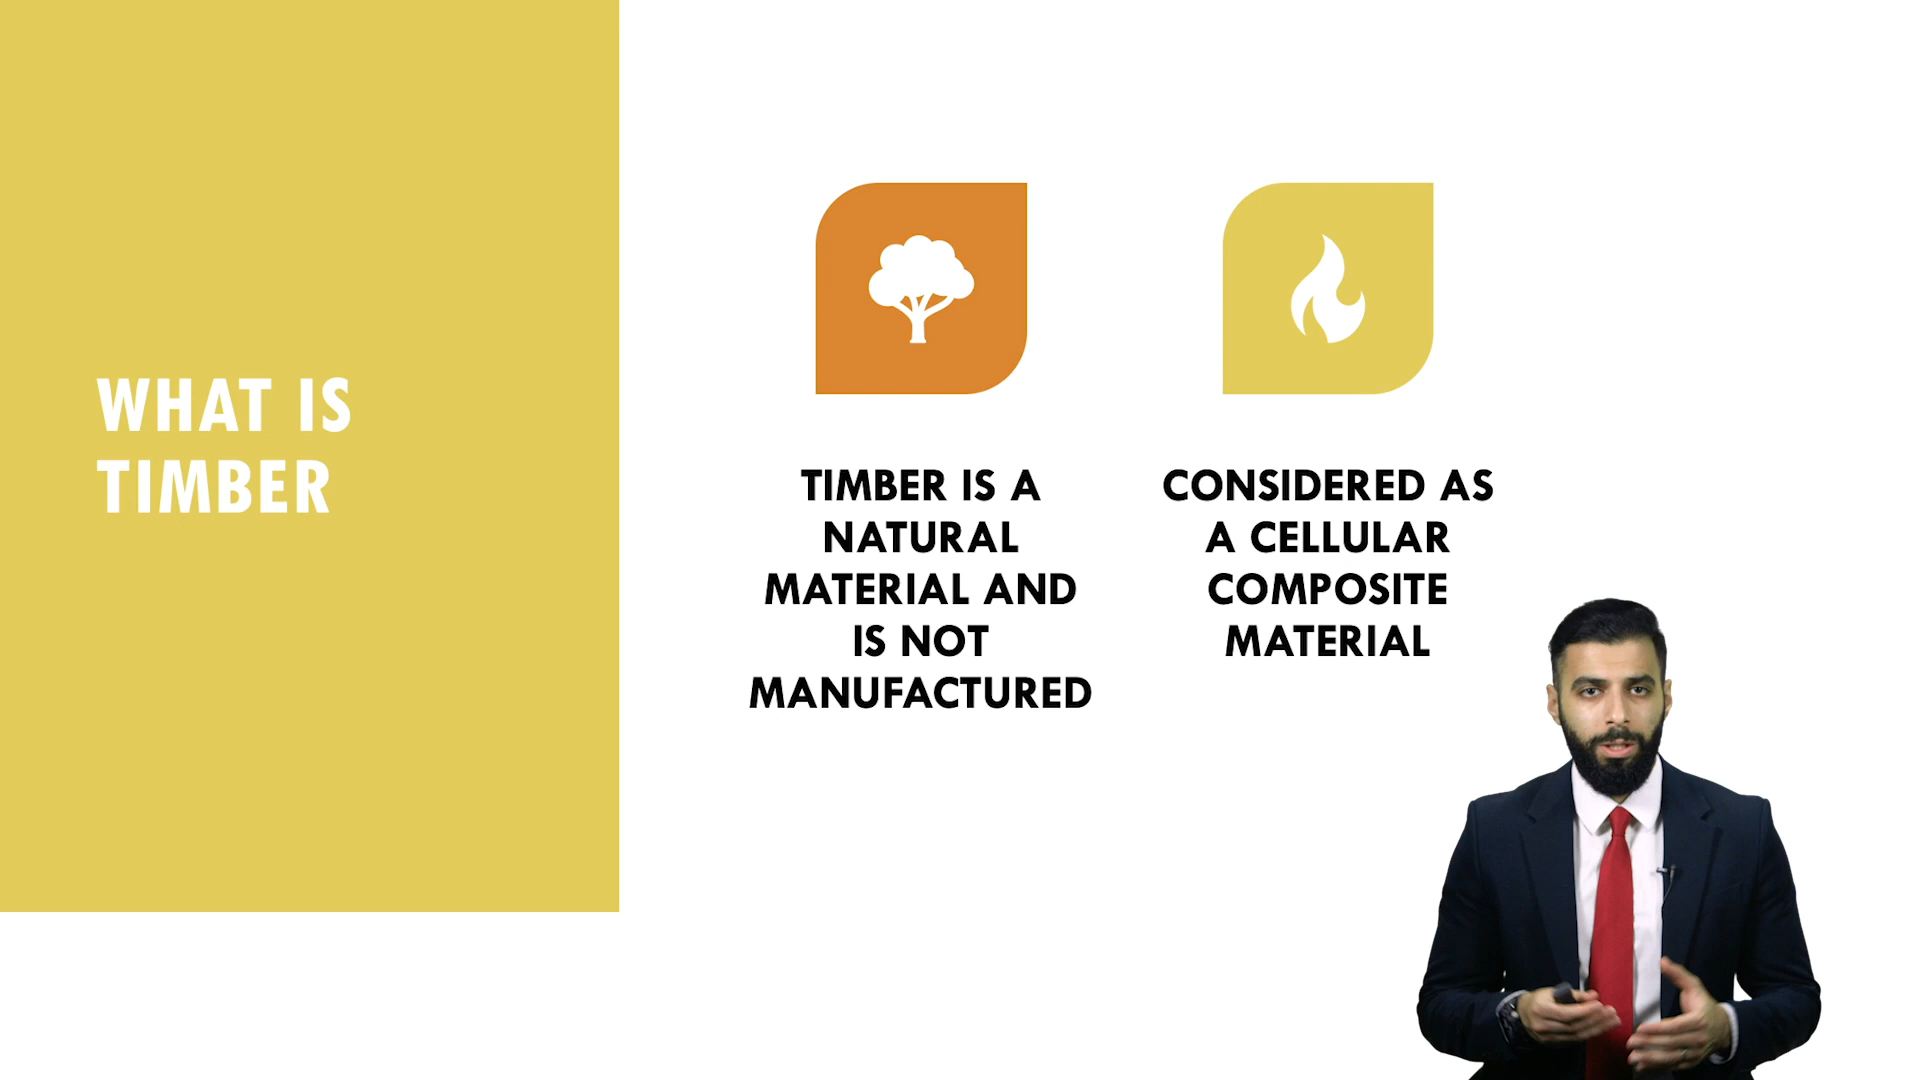 WHAT IS
TIMBER
TIMBER IS A
NATURAL
MATERIAL AND
IS NOT
MANUFACTURED
CONSIDERED AS
A CELLULAR
COMPOSITE
MATERIAL